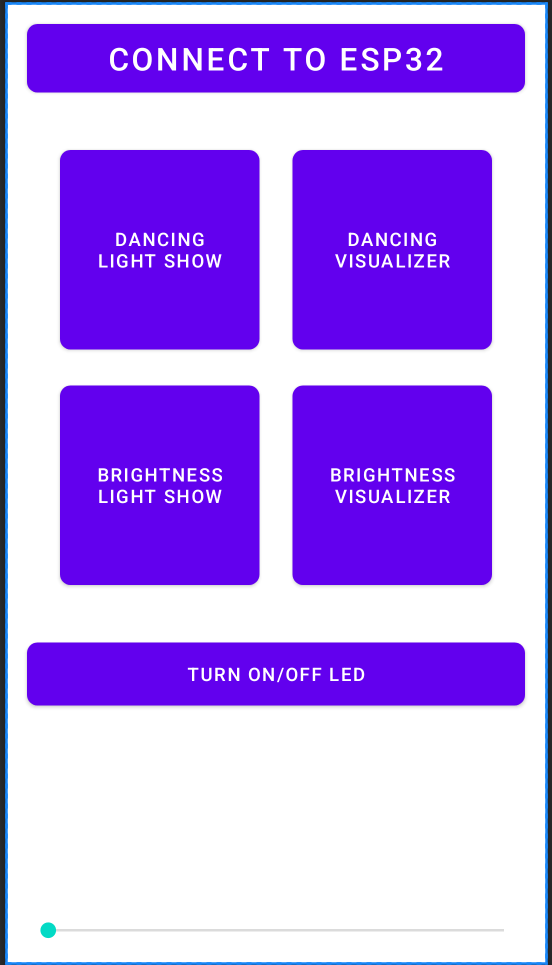 CONNECT TO ESP32
DANCING
LIGHT SHOW
DANCING
VISUALIZER
BRIGHTNESS
LIGHT SHOW
BRIGHTNESS
VISUALIZER
TURN ON/OFF LED